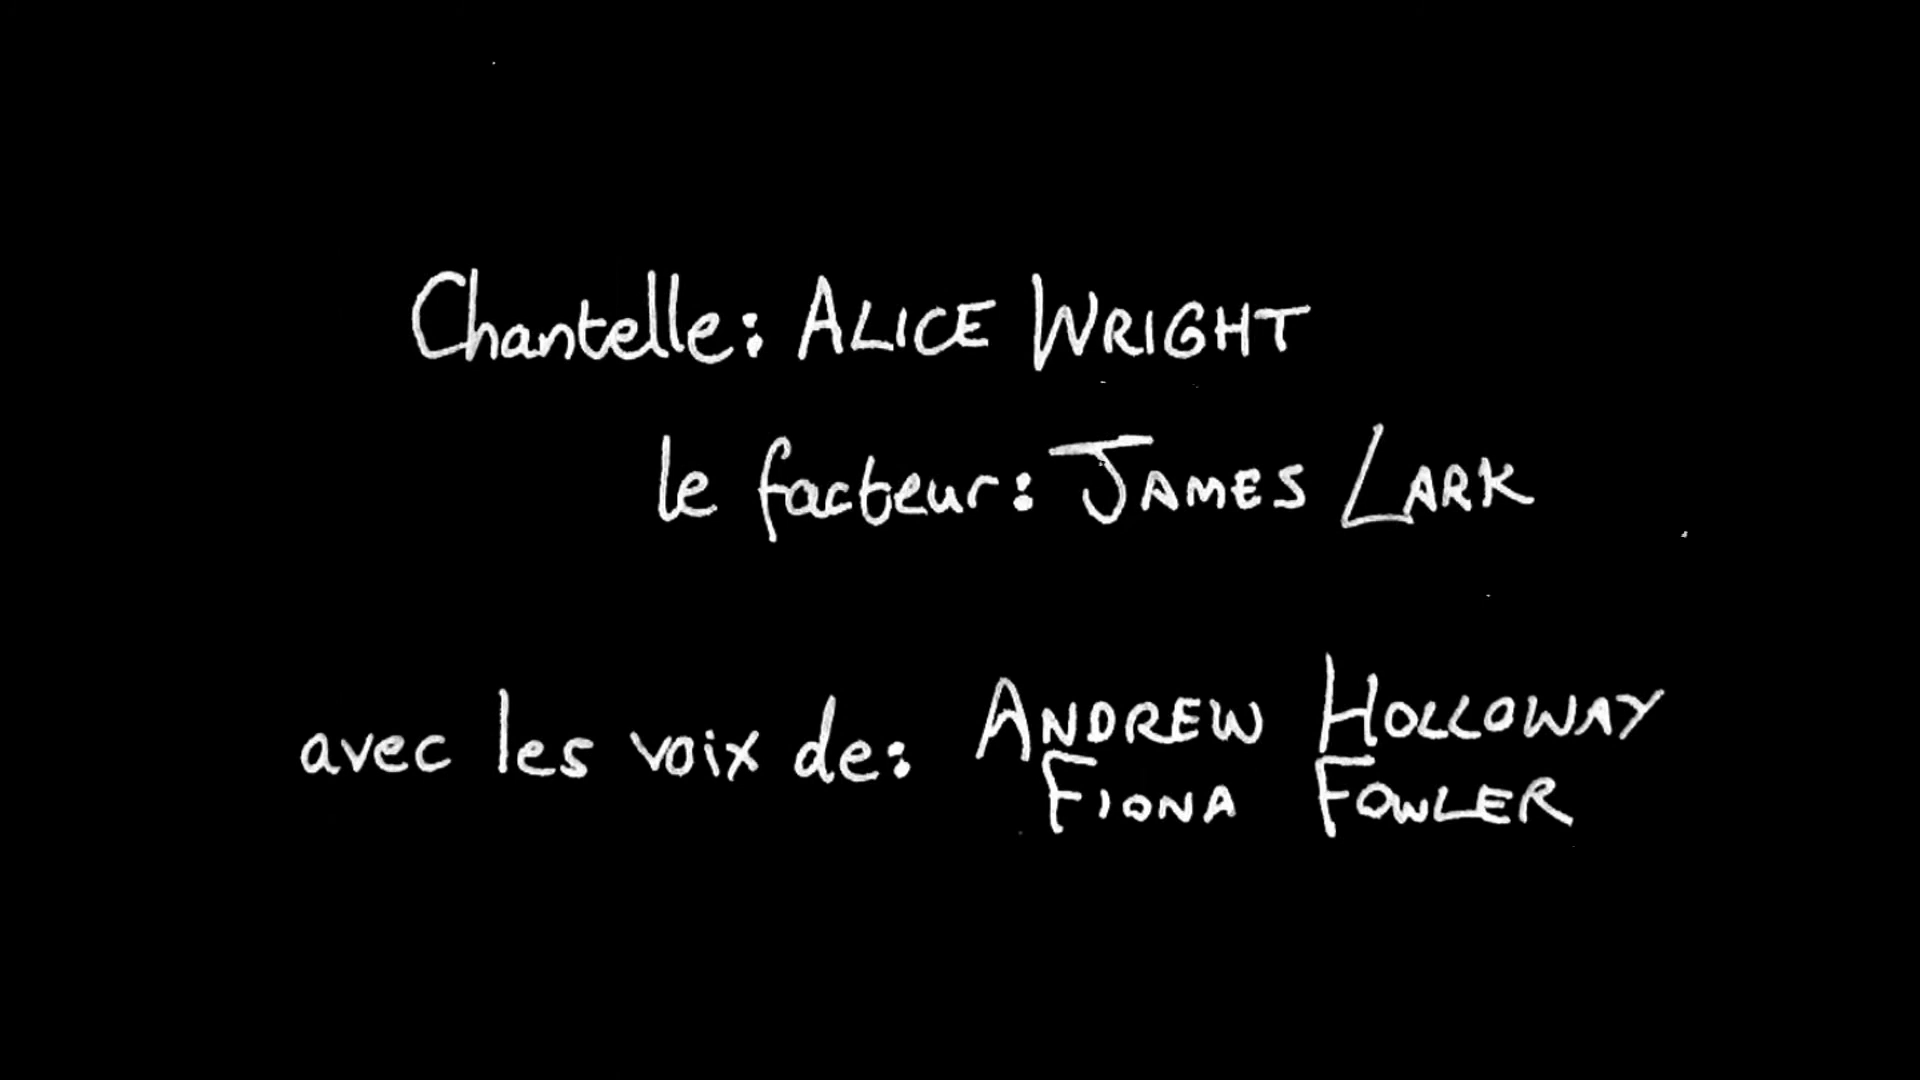 Chantelle: ALICE WRIGHT
le facteur: JAMES LARK
avec les voix de: ANDREW HOLLOWAY
FIONA FOWLER